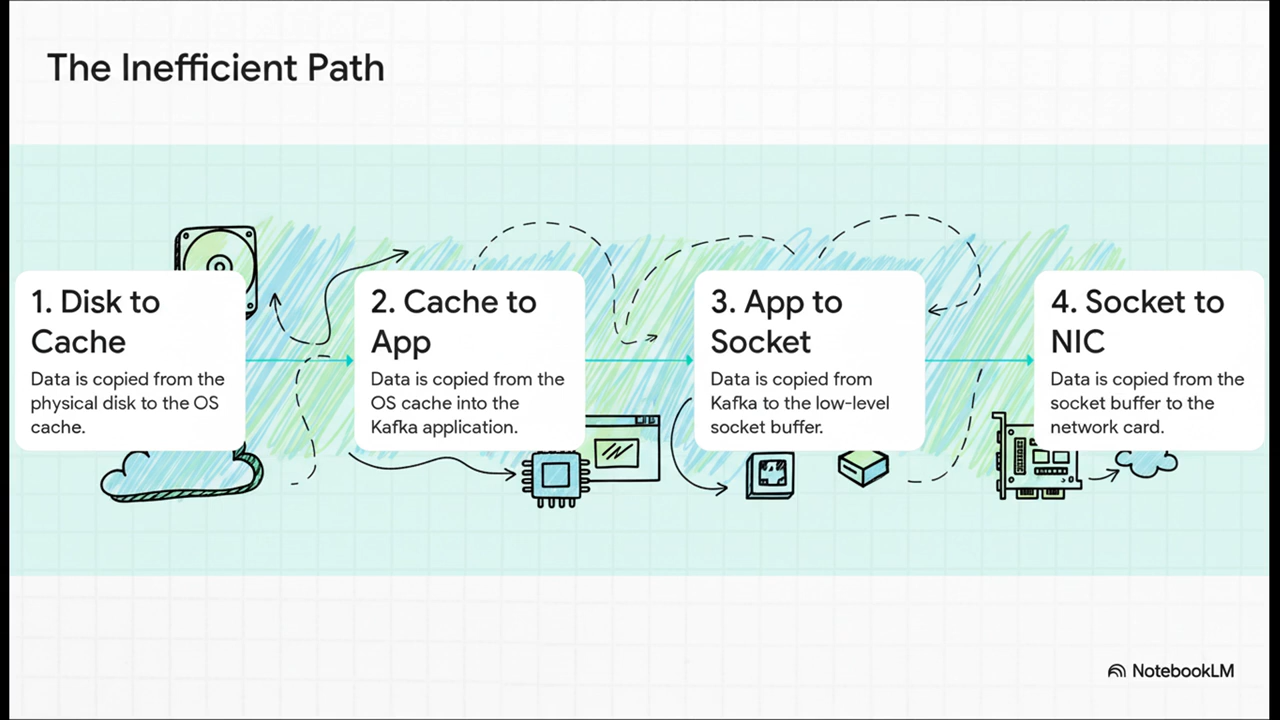 The Inefficient Path
1. Disk to
Cache
Data is copied from the
physical disk to the OS
cache.
2. Cache to
App
Data is copied from the
OS cache into the
Kafka application.
3. App to
Socket
Data is copied from
Kafka to the low-level
socket buffer.
4. Socket to
NIC
Data is copied from the
socket buffer to the
network card.
NotebookLM